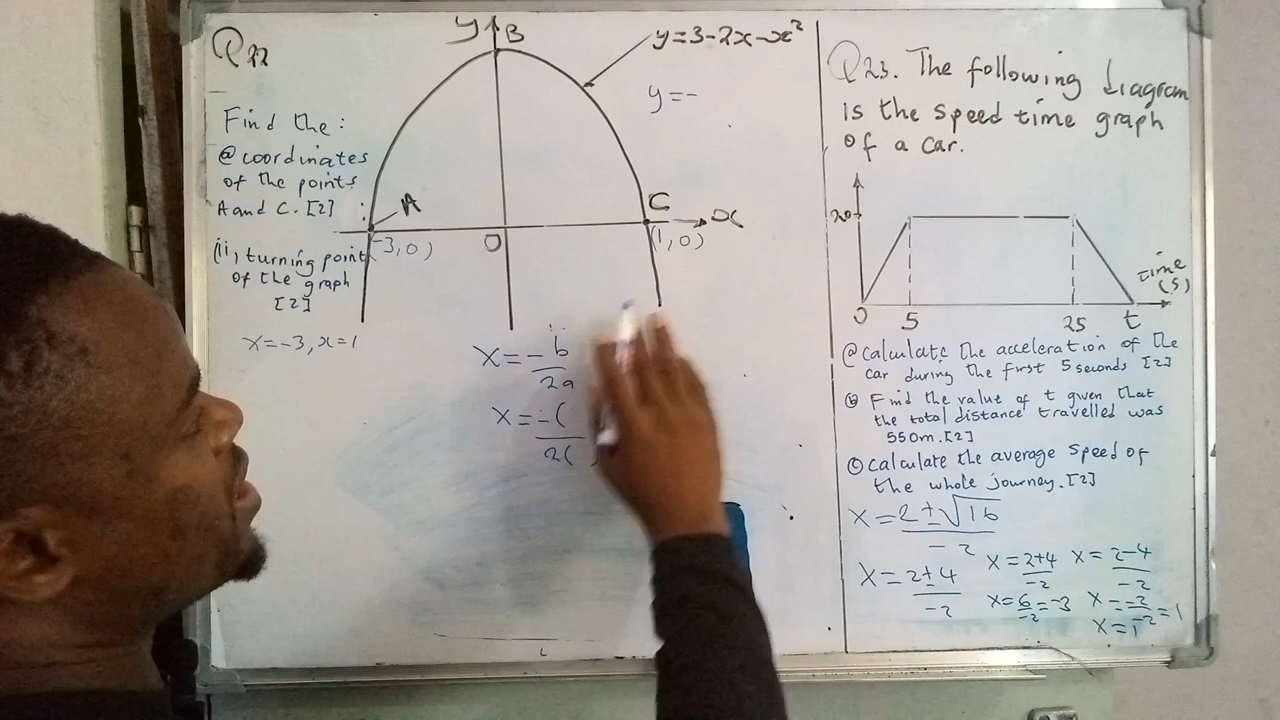 Q22
y B
y=3-2x-x²
y=-
Find the:
@ coordinates
of the points
A and C. [2]
A
C
x
(-3,0)
O
(1,0)
(ii) turning point
of the graph
[2]
x=-3, x=1
x=-b
2a
x=-(
2(
Q23. The following diagram
is the speed time graph
of a car.
20
time
(s)
0 5 25 t
@ Calculate the acceleration of the
car during the first 5 seconds [2]
(b) Find the value of t given that
the total distance travelled was
550m. [2]
(c) Calculate the average speed of
the whole journey. [2]
x=2±√16
-2
x=2±4
-2
x=2+4
-2
x=6=-3
-2
x=2-4
-2
x=-2=1
-2
x=1